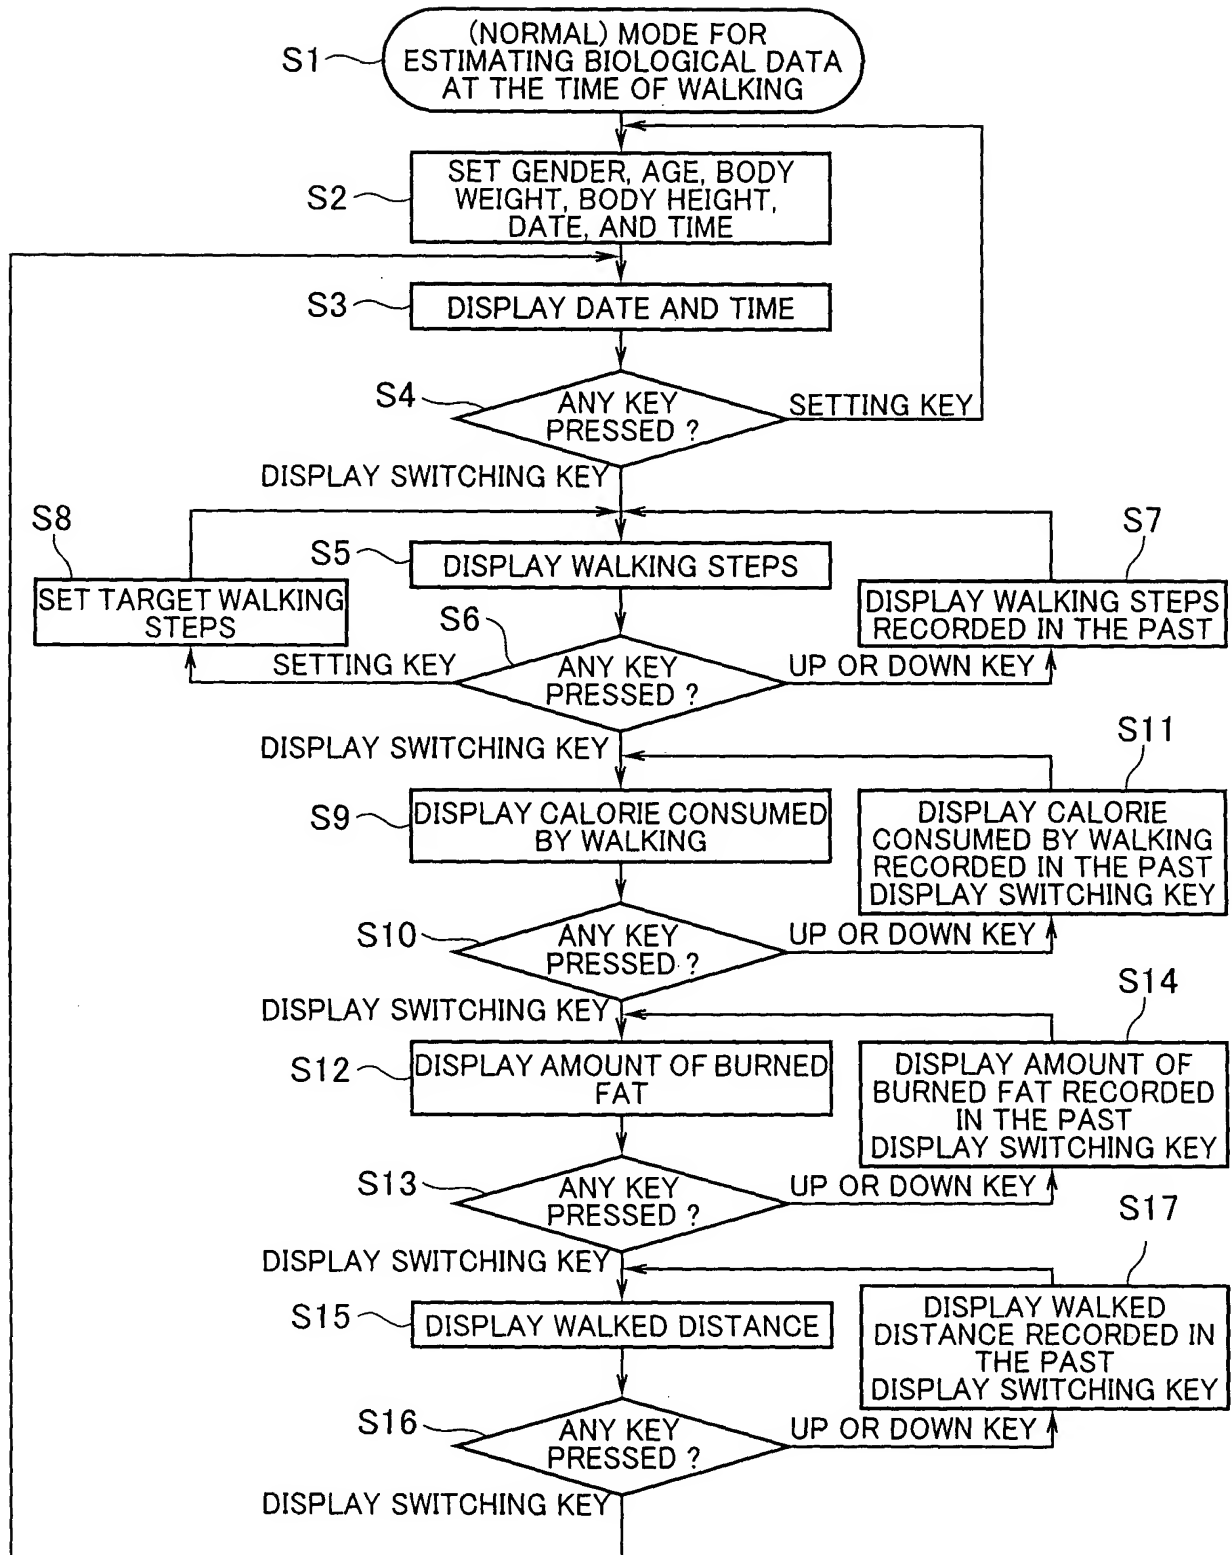 S1
(NORMAL) MODE FOR
ESTIMATING BIOLOGICAL DATA
AT THE TIME OF WALKING
S2
SET GENDER, AGE, BODY
WEIGHT, BODY HEIGHT,
DATE, AND TIME
S3
DISPLAY DATE AND TIME
S4
ANY KEY
PRESSED ?
SETTING KEY
DISPLAY SWITCHING KEY
S8
SET TARGET WALKING
STEPS
S5
DISPLAY WALKING STEPS
S7
DISPLAY WALKING STEPS
RECORDED IN THE PAST
S6
SETTING KEY
ANY KEY
PRESSED ?
UP OR DOWN KEY
DISPLAY SWITCHING KEY
S9
DISPLAY CALORIE CONSUMED
BY WALKING
S11
DISPLAY CALORIE
CONSUMED BY WALKING
RECORDED IN THE PAST
DISPLAY SWITCHING KEY
S10
ANY KEY
PRESSED ?
UP OR DOWN KEY
DISPLAY SWITCHING KEY
S12
DISPLAY AMOUNT OF BURNED
FAT
S14
DISPLAY AMOUNT OF
BURNED FAT RECORDED
IN THE PAST
DISPLAY SWITCHING KEY
S13
ANY KEY
PRESSED ?
UP OR DOWN KEY
DISPLAY SWITCHING KEY
S15
DISPLAY WALKED DISTANCE
S17
DISPLAY WALKED
DISTANCE RECORDED IN
THE PAST
DISPLAY SWITCHING KEY
S16
ANY KEY
PRESSED ?
UP OR DOWN KEY
DISPLAY SWITCHING KEY